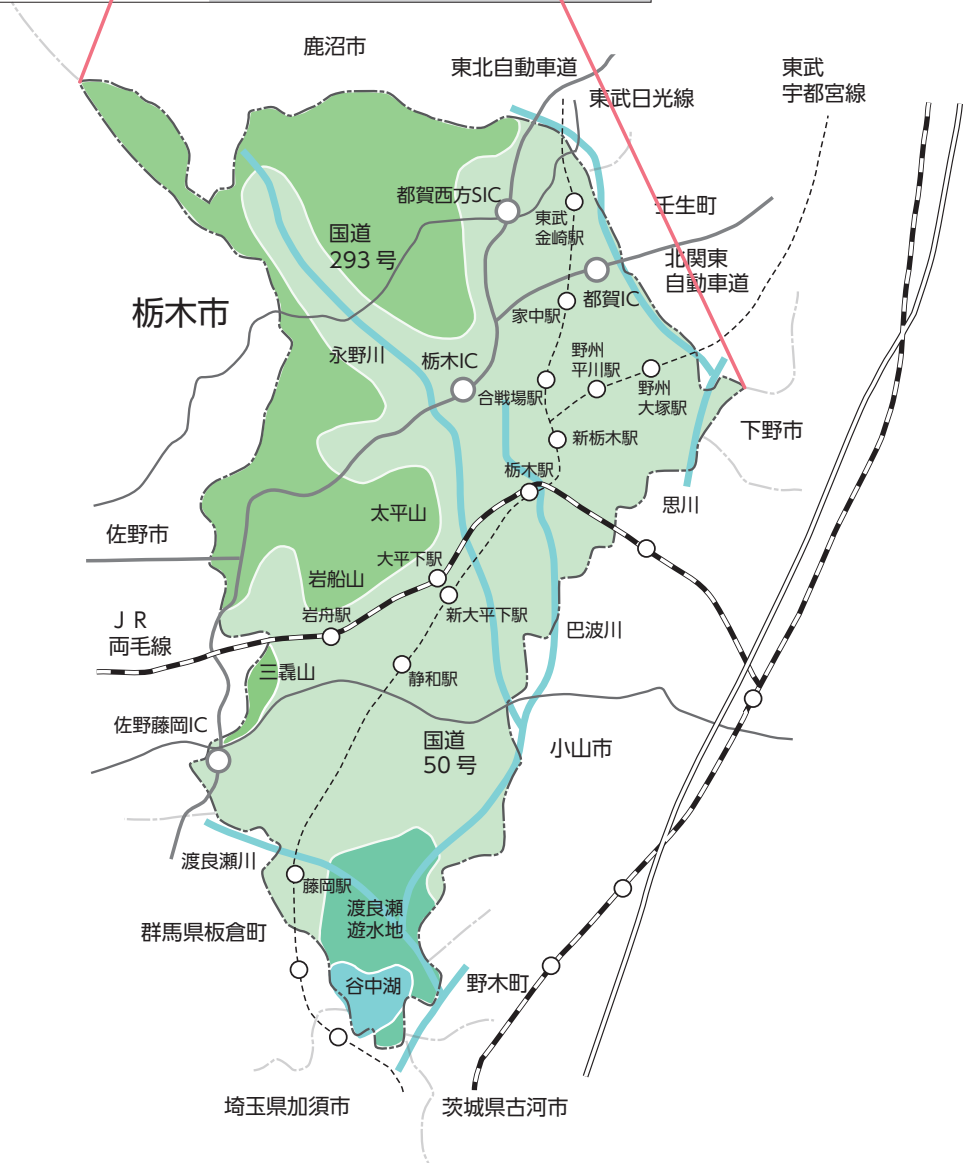 鹿沼市
東北自動車道
東武
宇都宮線
東武日光線
都賀西方SIC
壬生町
東武
金崎駅
国道
293 号
北関東
自動車道
都賀IC
栃木市
家中駅
永野川
栃木IC
野州
平川駅
野州
大塚駅
合戦場駅
下野市
新栃木駅
栃木駅
思川
太平山
佐野市
大平下駅
岩船山
岩舟駅
新大平下駅
ＪＲ
両毛線
巴波川
三毳山
静和駅
佐野藤岡IC
国道
50 号
小山市
渡良瀬川
藤岡駅
渡良瀬
遊水地
群馬県板倉町
谷中湖
野木町
埼玉県加須市
茨城県古河市